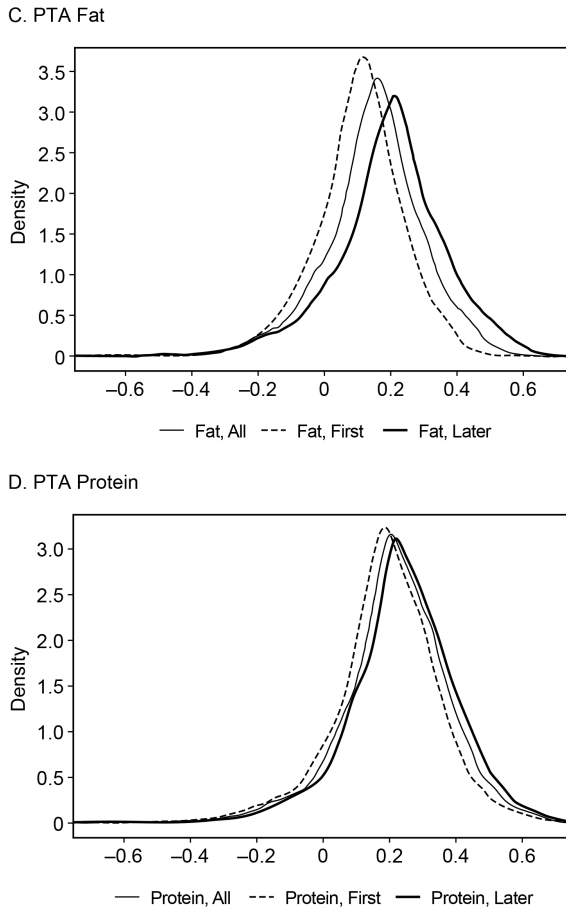 C. PTA Fat
3.5
3.0
2.5
2.0
1.5
1.0
0.5
0
Density
–0.6 –0.4 –0.2 0 0.2 0.4 0.6
Fat, All Fat, First Fat, Later
D. PTA Protein
3.0
2.5
2.0
1.5
1.0
0.5
0
Density
–0.6 –0.4 –0.2 0 0.2 0.4 0.6
Protein, All Protein, First Protein, Later